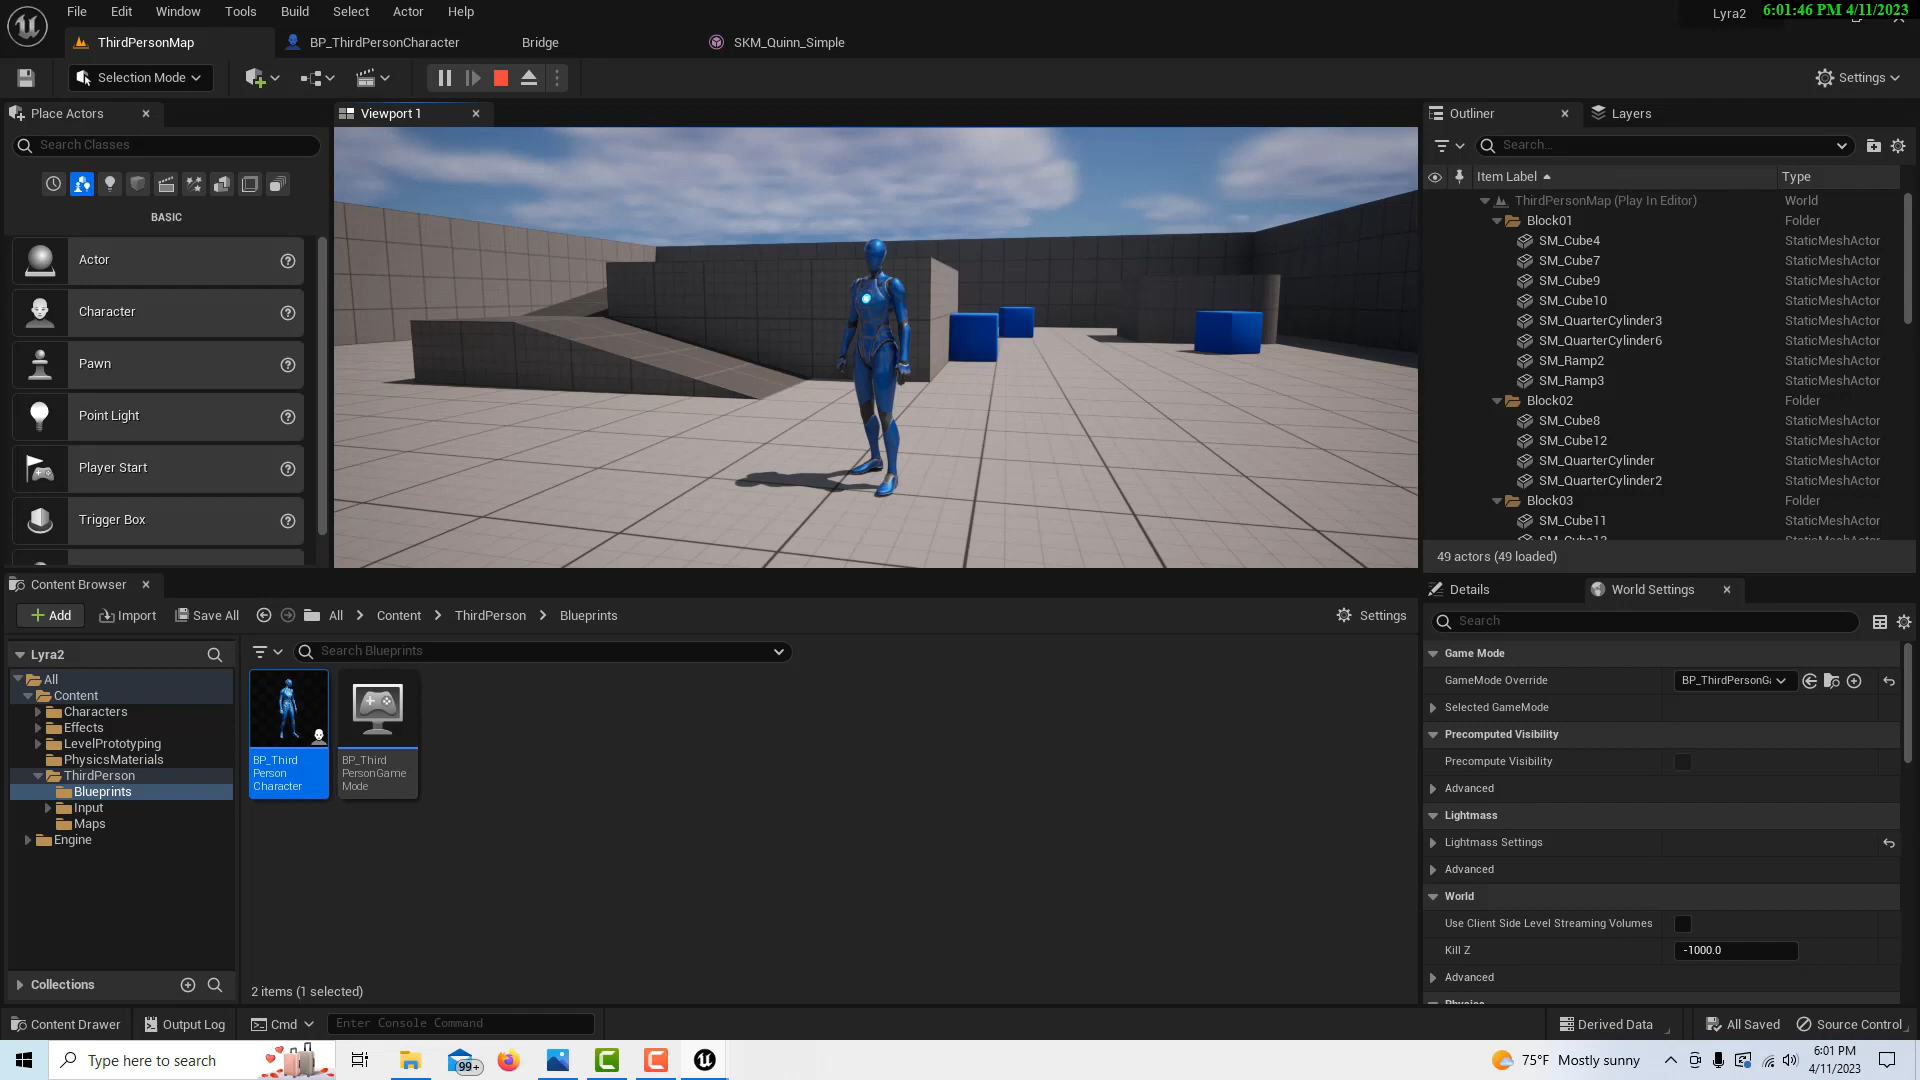 File Edit Window Tools Build Select Actor Help
Lyra2
6:01:46 PM 4/11/2023
ThirdPersonMap
BP_ThirdPersonCharacter
Bridge
SKM_Quinn_Simple
Selection Mode
Settings
Place Actors
Viewport 1
Outliner
Layers
Search Classes
Search...
Item Label
Type
BASIC
Actor
Character
Pawn
Point Light
Player Start
Trigger Box
ThirdPersonMap (Play In Editor) World
Block01 Folder
SM_Cube4 StaticMeshActor
SM_Cube7 StaticMeshActor
SM_Cube9 StaticMeshActor
SM_Cube10 StaticMeshActor
SM_QuarterCylinder3 StaticMeshActor
SM_QuarterCylinder6 StaticMeshActor
SM_Ramp2 StaticMeshActor
SM_Ramp3 StaticMeshActor
Block02 Folder
SM_Cube8 StaticMeshActor
SM_Cube12 StaticMeshActor
SM_QuarterCylinder StaticMeshActor
SM_QuarterCylinder2 StaticMeshActor
Block03 Folder
SM_Cube11 StaticMeshActor
49 actors (49 loaded)
Content Browser
Add
Import
Save All
All > Content > ThirdPerson > Blueprints
Settings
Lyra2
Search Blueprints
All
Content
Characters
Effects
LevelPrototyping
PhysicsMaterials
ThirdPerson
Blueprints
Input
Maps
Engine
BP_Third
Person
Character
BP_Third
PersonGame
Mode
Collections
2 items (1 selected)
Details
World Settings
Search
Game Mode
GameMode Override BP_ThirdPersonGa
Selected GameMode
Precomputed Visibility
Precompute Visibility
Advanced
Lightmass
Lightmass Settings
Advanced
World
Use Client Side Level Streaming Volumes
Kill Z -1000.0
Advanced
Physics
Content Drawer
Output Log
Cmd
Enter Console Command
Derived Data
All Saved
Source Control
Type here to search
99+
75°F Mostly sunny
6:01 PM
4/11/2023